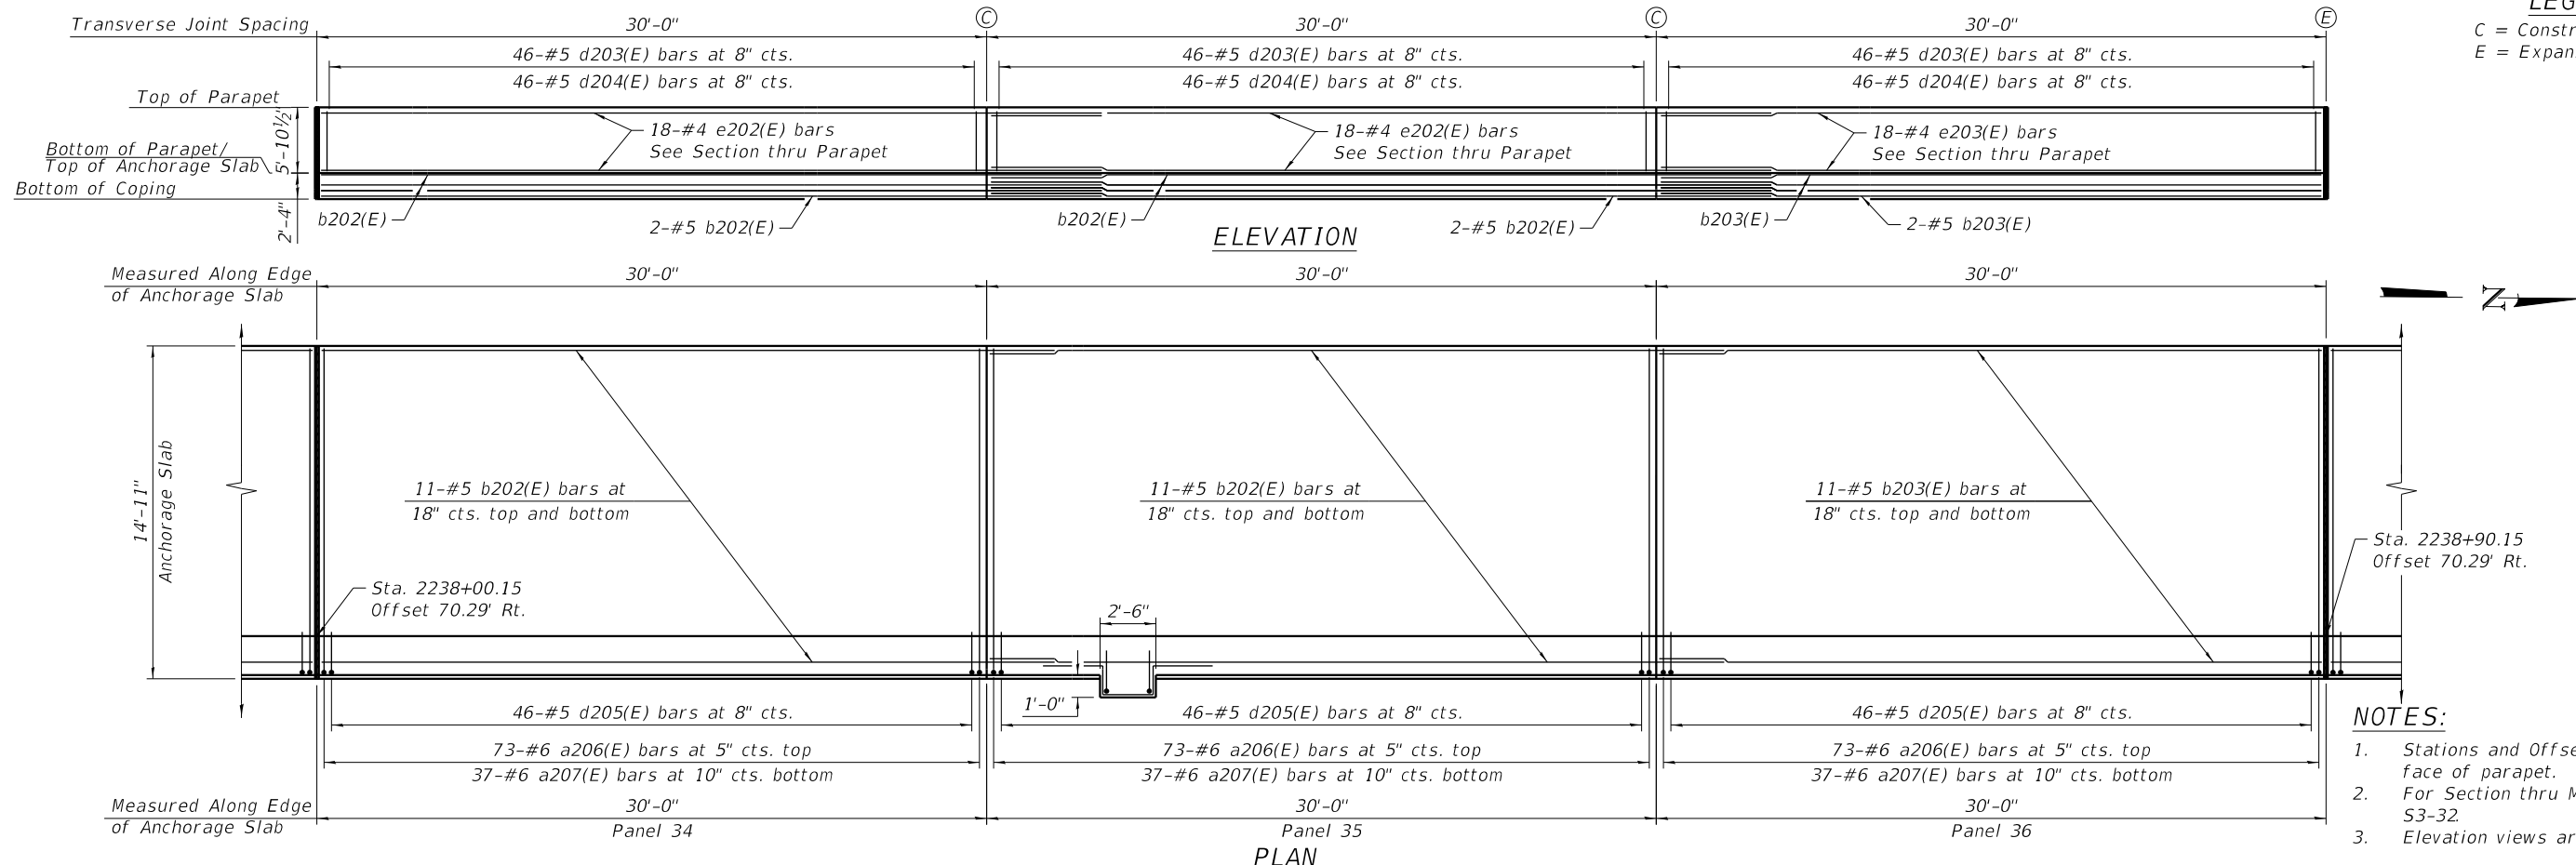 LEG
C = Constr
E = Expan
Transverse Joint Spacing
30'-0"
C
30'-0"
C
30'-0"
E
46-#5 d203(E) bars at 8" cts.
46-#5 d204(E) bars at 8" cts.
46-#5 d203(E) bars at 8" cts.
46-#5 d204(E) bars at 8" cts.
46-#5 d203(E) bars at 8" cts.
46-#5 d204(E) bars at 8" cts.
Top of Parapet
5'-10½"
Bottom of Parapet/
Top of Anchorage Slab
Bottom of Coping
2'-4"
18-#4 e202(E) bars
See Section thru Parapet
18-#4 e202(E) bars
See Section thru Parapet
18-#4 e203(E) bars
See Section thru Parapet
b202(E)
2-#5 b202(E)
b202(E)
2-#5 b202(E)
b203(E)
2-#5 b203(E)
ELEVATION
Measured Along Edge
of Anchorage Slab
30'-0"
30'-0"
30'-0"
N
14'-11"
Anchorage Slab
11-#5 b202(E) bars at
18" cts. top and bottom
11-#5 b202(E) bars at
18" cts. top and bottom
11-#5 b203(E) bars at
18" cts. top and bottom
Sta. 2238+00.15
Offset 70.29' Rt.
Sta. 2238+90.15
Offset 70.29' Rt.
2'-6"
1'-0"
46-#5 d205(E) bars at 8" cts.
46-#5 d205(E) bars at 8" cts.
46-#5 d205(E) bars at 8" cts.
73-#6 a206(E) bars at 5" cts. top
37-#6 a207(E) bars at 10" cts. bottom
73-#6 a206(E) bars at 5" cts. top
37-#6 a207(E) bars at 10" cts. bottom
73-#6 a206(E) bars at 5" cts. top
37-#6 a207(E) bars at 10" cts. bottom
Measured Along Edge
of Anchorage Slab
30'-0"
Panel 34
30'-0"
Panel 35
30'-0"
Panel 36
PLAN
NOTES:
1. Stations and Offse
face of parapet.
2. For Section thru M
S3-32.
3. Elevation views ar